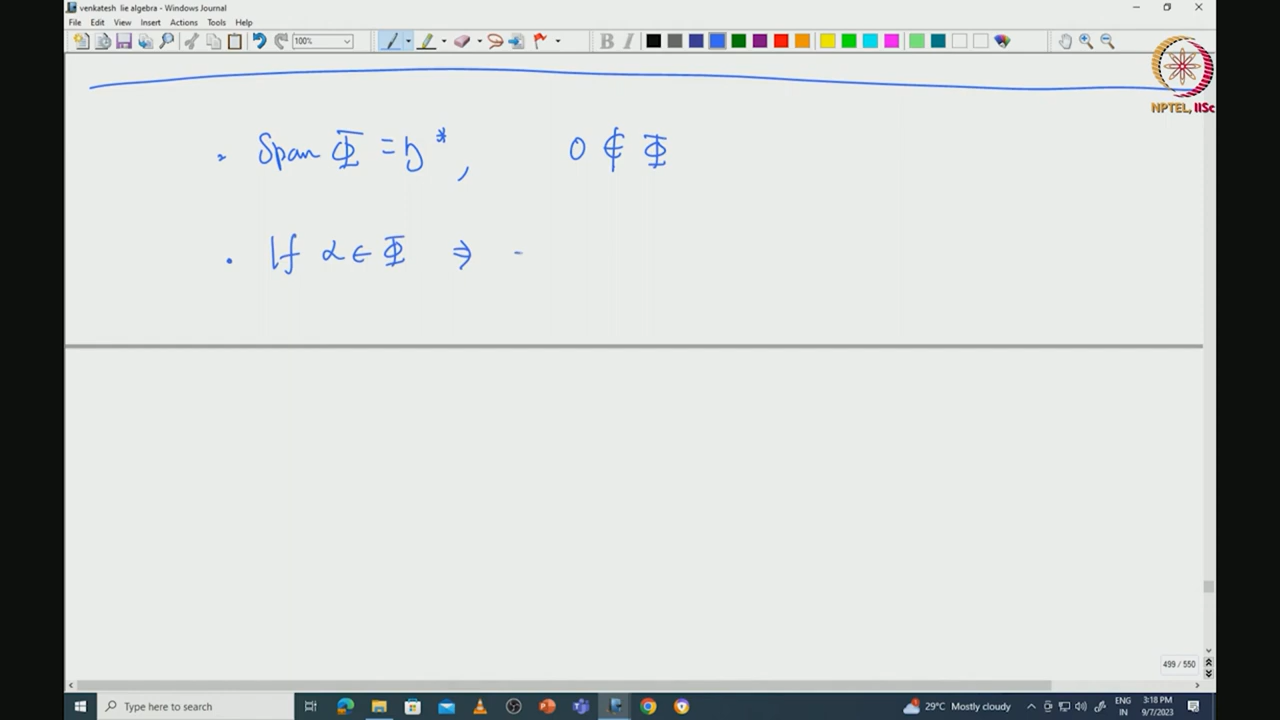 venkatesh lie algebra - Windows Journal
File Edit View Insert Actions Tools Help
100%
B I
NPTEL, IISc
. Span Φ = h*, 0 ∉ Φ
. If α ∈ Φ ⇒ -
499 / 550
Type here to search
29°C Mostly cloudy
ENG
IN
3:18 PM
9/7/2023